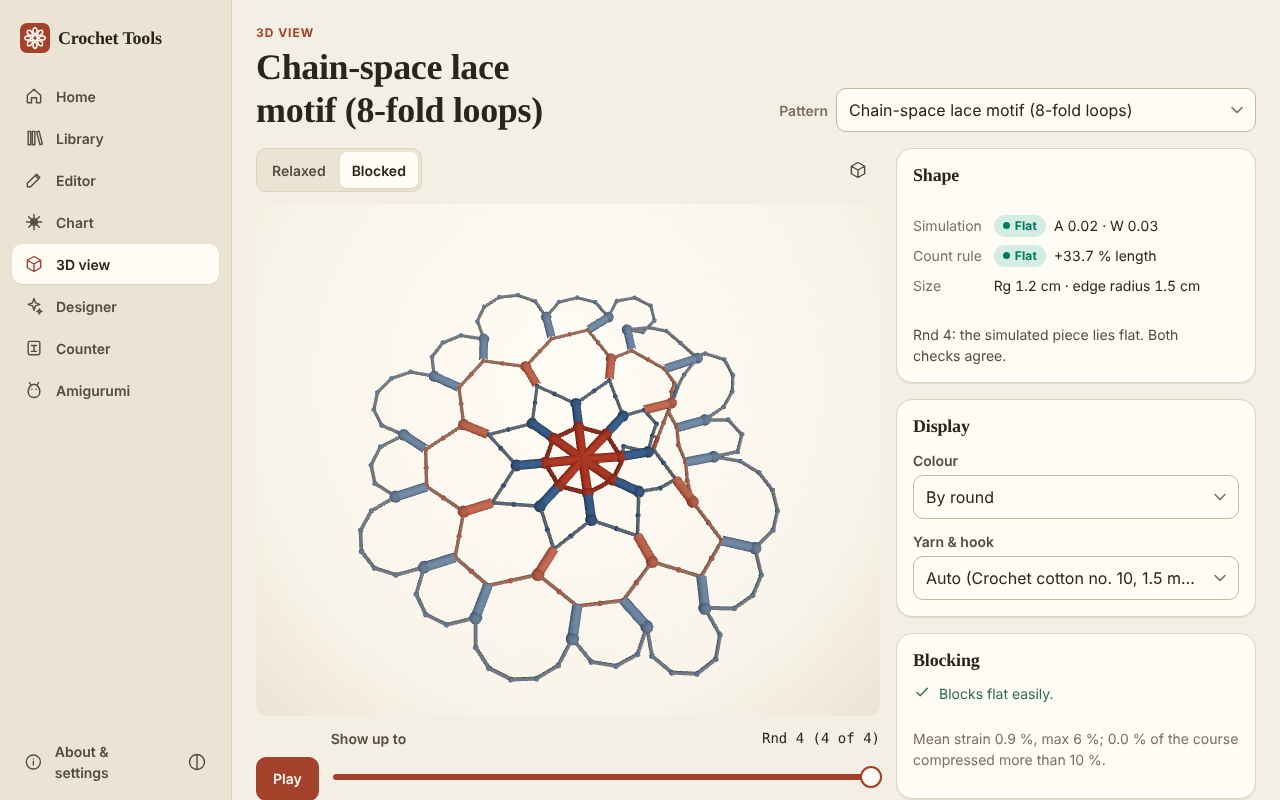 Crochet Tools
Home
Library
Editor
Chart
3D view
Designer
Counter
Amigurumi
About &
settings
3D VIEW
Chain-space lace
motif (8-fold loops)
Pattern
Chain-space lace motif (8-fold loops)
Relaxed
Blocked
Show up to
Rnd 4 (4 of 4)
Play
Shape
Simulation
Flat
A 0.02 · W 0.03
Count rule
Flat
+33.7 % length
Size
Rg 1.2 cm · edge radius 1.5 cm
Rnd 4: the simulated piece lies flat. Both
checks agree.
Display
Colour
By round
Yarn & hook
Auto (Crochet cotton no. 10, 1.5 m...
Blocking
Blocks flat easily.
Mean strain 0.9 %, max 6 %; 0.0 % of the course
compressed more than 10 %.